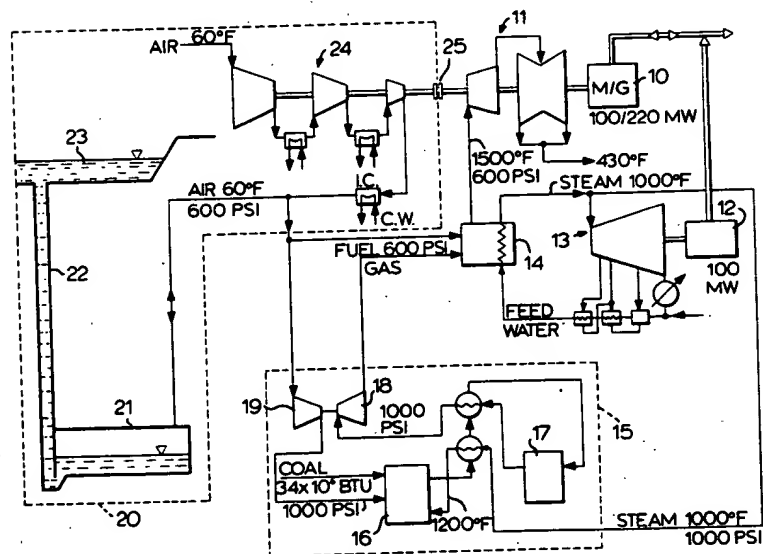 AIR 60°F
24
25
11
M/G
10
100/220 MW
23
1500°F
600 PSI
430°F
STEAM 1000°F
I.C.
AIR 60°F
600 PSI
C.W.
13
12
100
MW
14
FUEL 600 PSI
GAS
22
FEED
WATER
21
18
19
1000
PSI
15
17
COAL
34x10⁶ BTU
1000 PSI
16
1200°F
STEAM 1000°F
1000 PSI
20